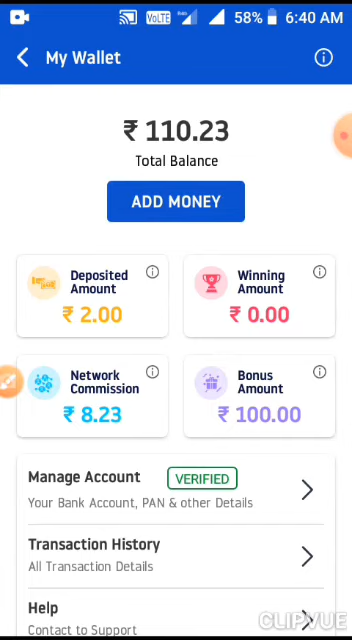 VoLTE 58% 6:40 AM
My Wallet
₹ 110.23
Total Balance
ADD MONEY
Deposited Amount
₹ 2.00
Winning Amount
₹ 0.00
Network Commission
₹ 8.23
Bonus Amount
₹ 100.00
Manage Account VERIFIED
Your Bank Account, PAN & other Details
Transaction History
All Transaction Details
Help
Contact to Support
CLIPVUE